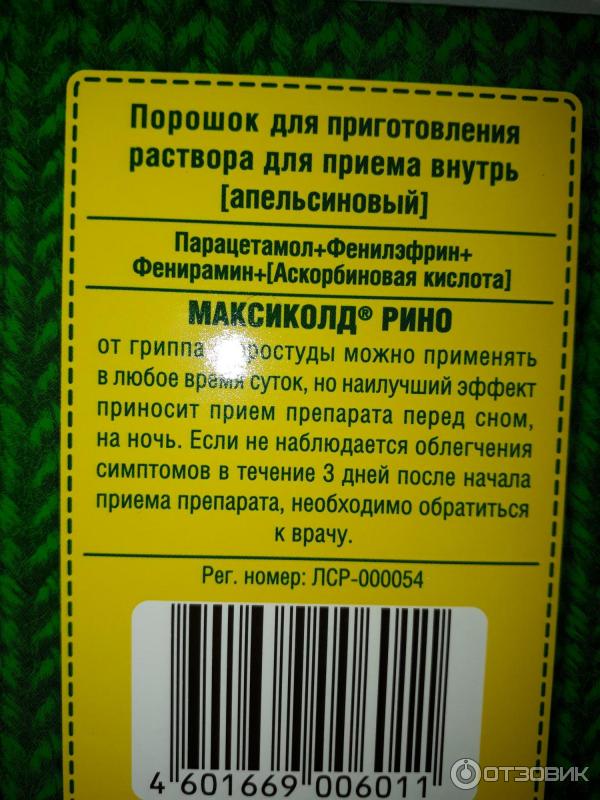 Порошок для приготовления
раствора для приема внутрь
[апельсиновый]
Парацетамол+Фенилэфрин+
Фенирамин+[Аскорбиновая кислота]
МАКСИКОЛД® РИНО
от гриппа простуды можно применять
в любое время суток, но наилучший эффект
приносит прием препарата перед сном,
на ночь. Если не наблюдается облегчения
симптомов в течение 3 дней после начала
приема препарата, необходимо обратиться
к врачу.
Рег. номер: ЛСР-000054
4 601669 006011
ОТЗОВИК